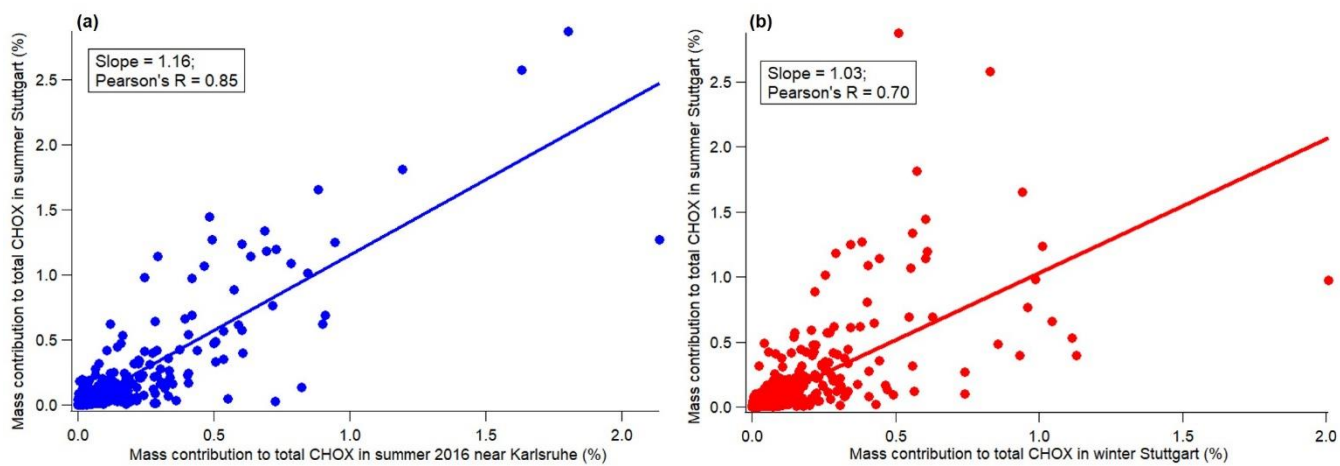 (a)
Slope = 1.16;
Pearson's R = 0.85
Mass contribution to total CHOX in summer Stuttgart (%)
2.5
2.0
1.5
1.0
0.5
0.0
0.0 0.5 1.0 1.5 2.0
Mass contribution to total CHOX in summer 2016 near Karlsruhe (%)
(b)
Slope = 1.03;
Pearson's R = 0.70
Mass contribution to total CHOX in summer Stuttgart (%)
2.5
2.0
1.5
1.0
0.5
0.0
0.0 0.5 1.0 1.5 2.0
Mass contribution to total CHOX in winter Stuttgart (%)